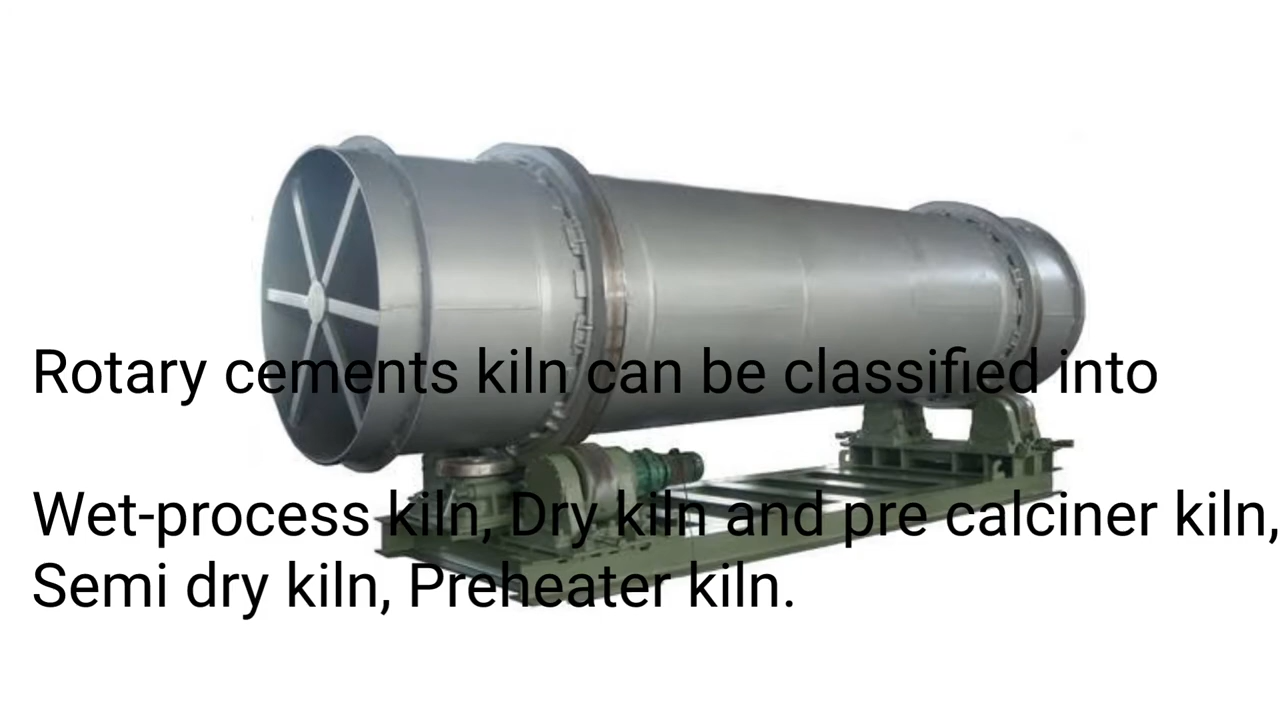 Rotary cements kiln can be classified into
Wet-process kiln, Dry kiln and pre calciner kiln,
Semi dry kiln, Preheater kiln.